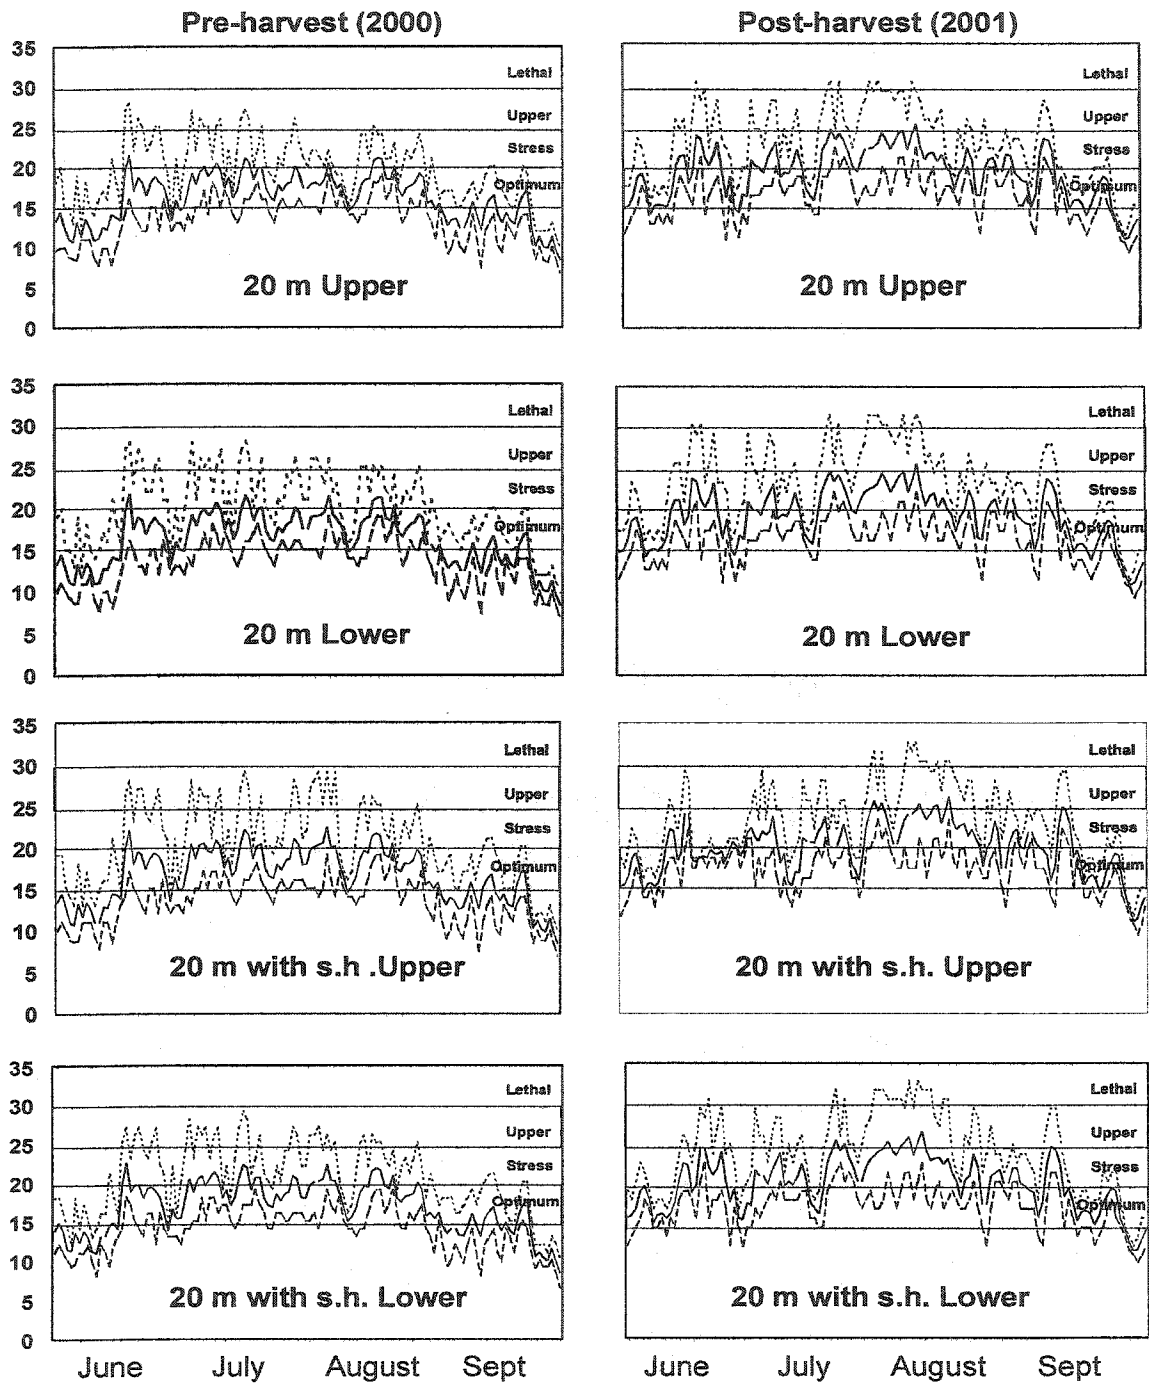 Pre-harvest (2000)
Post-harvest (2001)
35
30
25
20
15
10
5
0
Lethal
Upper
Stress
Optimum
20 m Upper
Lethal
Upper
Stress
Optimum
20 m Upper
35
30
25
20
15
10
5
0
Lethal
Upper
Stress
Optimum
20 m Lower
Lethal
Upper
Stress
Optimum
20 m Lower
35
30
25
20
15
10
5
0
Lethal
Upper
Stress
Optimum
20 m with s.h .Upper
Lethal
Upper
Stress
Optimum
20 m with s.h. Upper
35
30
25
20
15
10
5
0
Lethal
Upper
Stress
Optimum
20 m with s.h. Lower
Lethal
Upper
Stress
Optimum
20 m with s.h. Lower
June July August Sept
June July August Sept